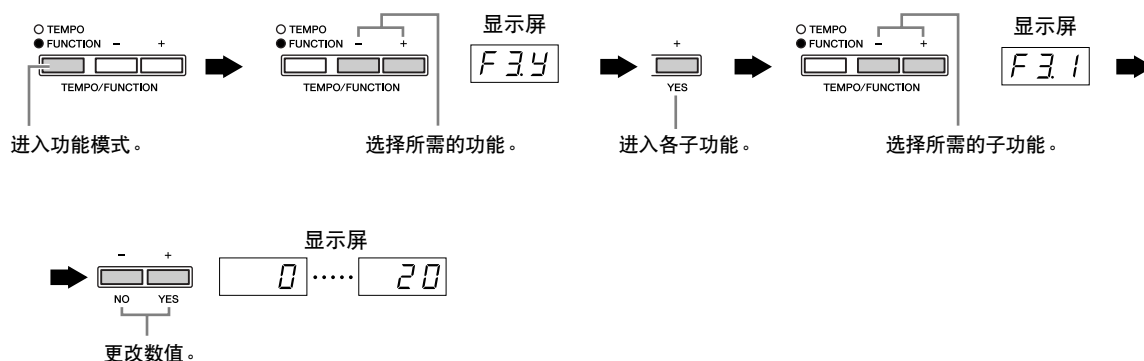 ○ TEMPO
● FUNCTION － ＋
TEMPO/FUNCTION
进入功能模式。
○ TEMPO
● FUNCTION － ＋
TEMPO/FUNCTION
显示屏
F 3.Y
选择所需的功能。
＋
YES
进入各子功能。
○ TEMPO
● FUNCTION － ＋
TEMPO/FUNCTION
显示屏
F 3. 1
选择所需的子功能。
－ ＋
NO YES
更改数值。
显示屏
0 ····· 20